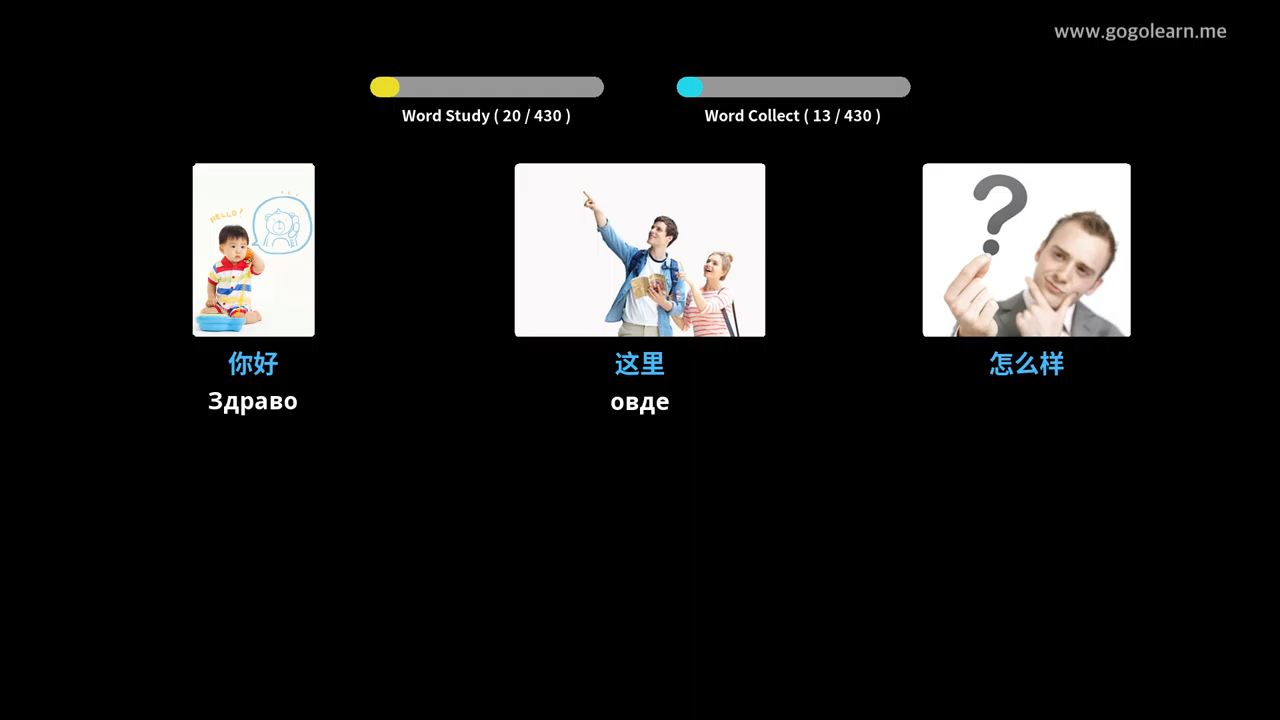 www.gogolearn.me
Word Study ( 20 / 430 )
Word Collect ( 13 / 430 )
HELLO?
你好
这里
怎么样
Здраво
овде